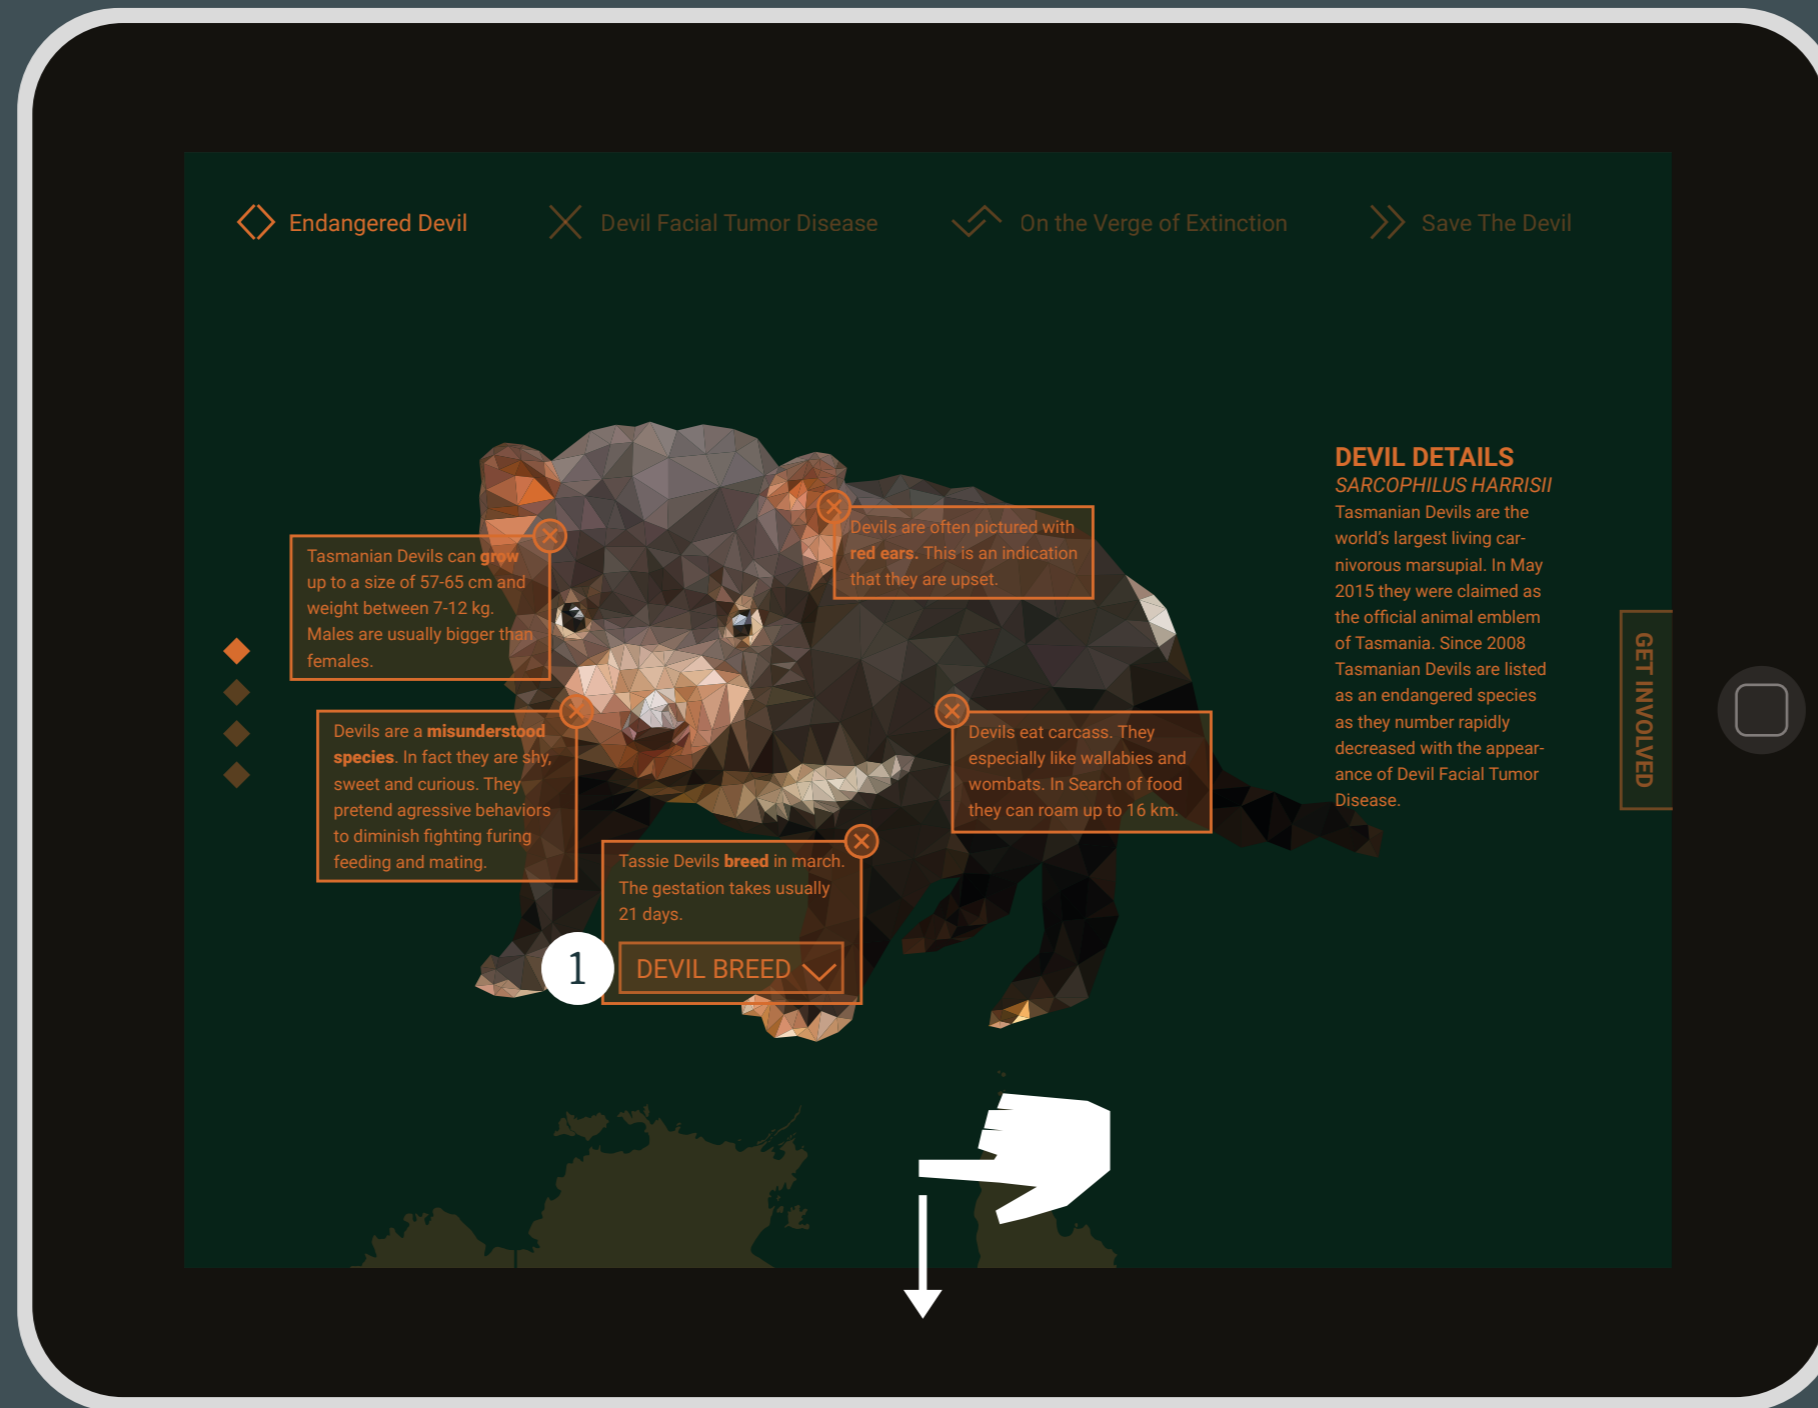 Endangered Devil
Devil Facial Tumor Disease
On the Verge of Extinction
Save The Devil
DEVIL DETAILS
SARCOPHILUS HARRISII
Tasmanian Devils are the
world's largest living car-
nivorous marsupial. In May
2015 they were claimed as
the official animal emblem
of Tasmania. Since 2008
Tasmanian Devils are listed
as an endangered species
as they number rapidly
decreased with the appear-
ance of Devil Facial Tumor
Disease.
Devils are often pictured with
red ears. This is an indication
that they are upset.
Tasmanian Devils can grow
up to a size of 57-65 cm and
weight between 7-12 kg.
Males are usually bigger than
females.
Devils are a misunderstood
species. In fact they are shy,
sweet and curious. They
pretend agressive behaviors
to diminish fighting furing
feeding and mating.
Devils eat carcass. They
especially like wallabies and
wombats. In Search of food
they can roam up to 16 km.
Tassie Devils breed in march.
The gestation takes usually
21 days.
1
DEVIL BREED
GET INVOLVED